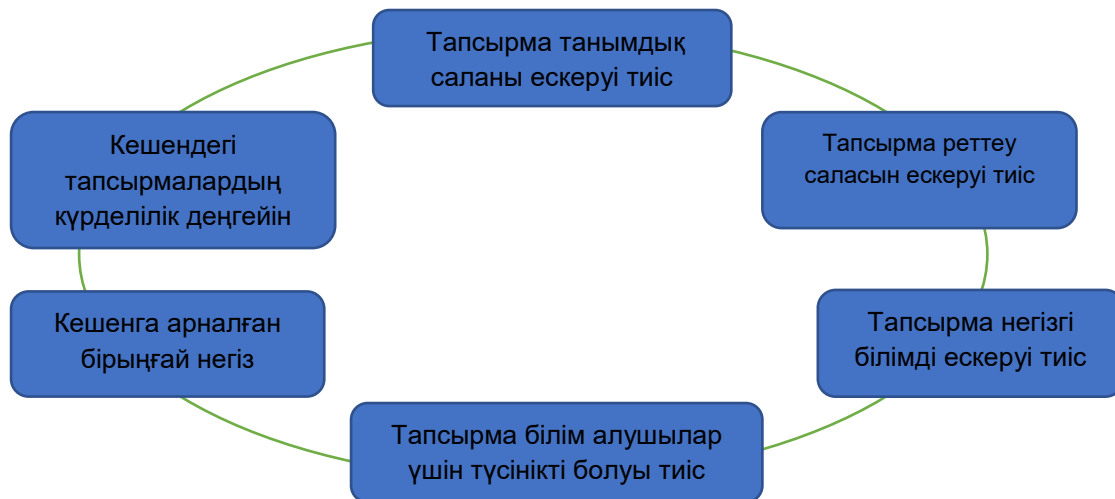 Тапсырма танымдық
саланы ескеруі тиіс
Тапсырма реттеу
саласын ескеруі тиіс
Тапсырма негізгі
білімді ескеруі тиіс
Тапсырма білім алушылар
үшін түсінікті болуы тиіс
Кешенга арналған
бірыңғай негіз
Кешендегі
тапсырмалардың
күрделілік деңгейін